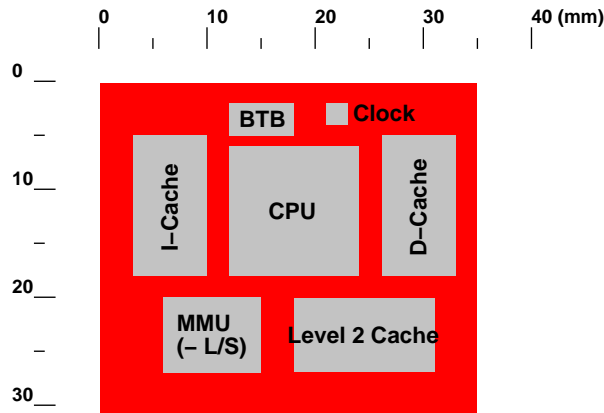 0 10 20 30 40 (mm)
0
BTB
Clock
10
I–Cache
CPU
D–Cache
20
MMU
(– L/S)
Level 2 Cache
30